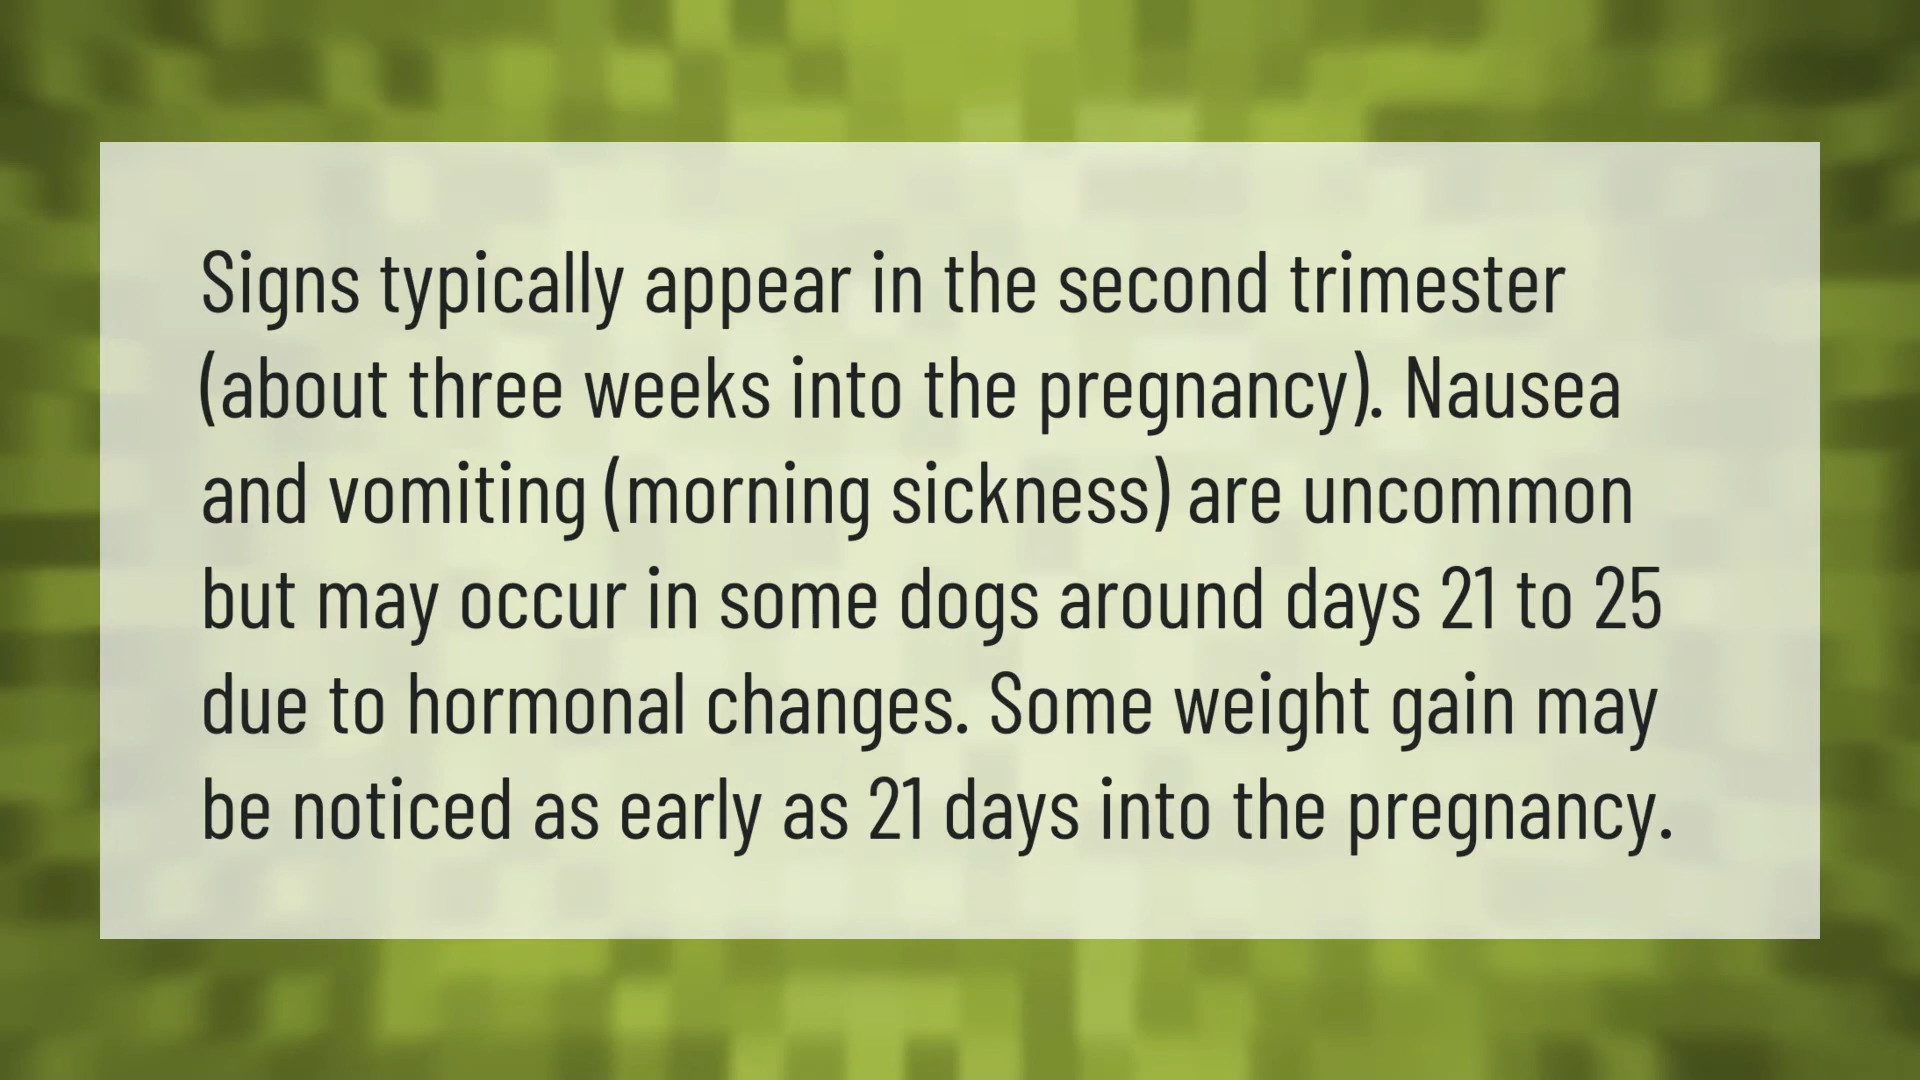 Signs typically appear in the second trimester
(about three weeks into the pregnancy). Nausea
and vomiting (morning sickness) are uncommon
but may occur in some dogs around days 21 to 25
due to hormonal changes. Some weight gain may
be noticed as early as 21 days into the pregnancy.